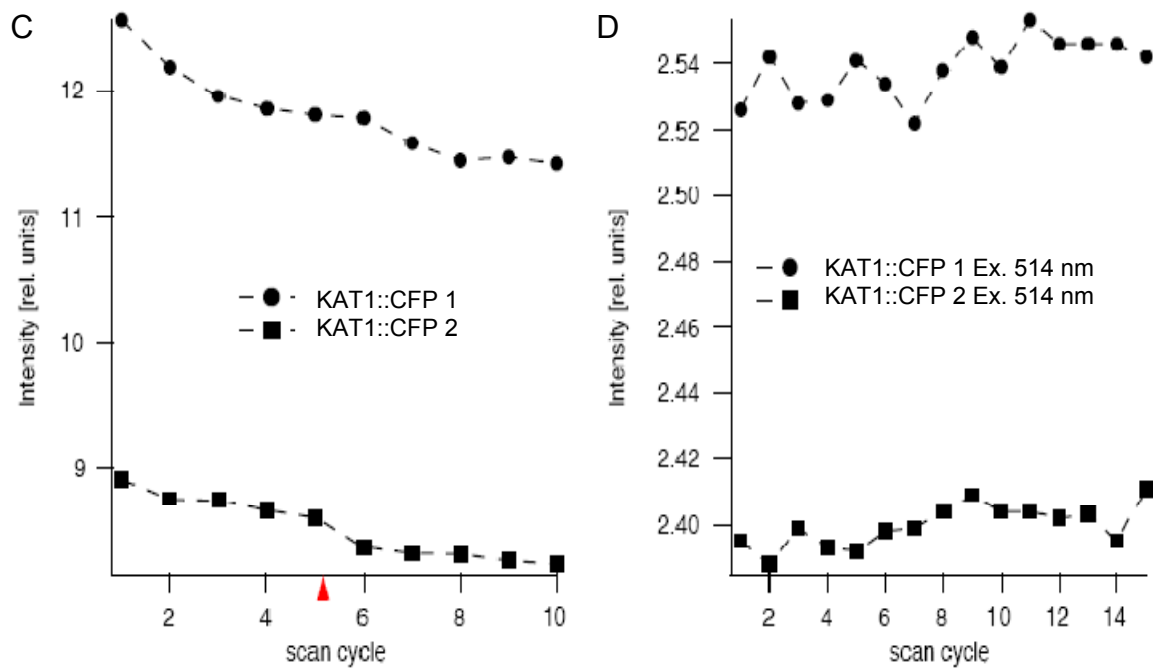 C
12
11
10
9
Intensity [rel. units]
KAT1::CFP 1
KAT1::CFP 2
2 4 6 8 10
scan cycle
D
2.54
2.52
2.50
2.48
2.46
2.44
2.42
2.40
Intensity [rel. units]
KAT1::CFP 1 Ex. 514 nm
KAT1::CFP 2 Ex. 514 nm
2 4 6 8 10 12 14
scan cycle